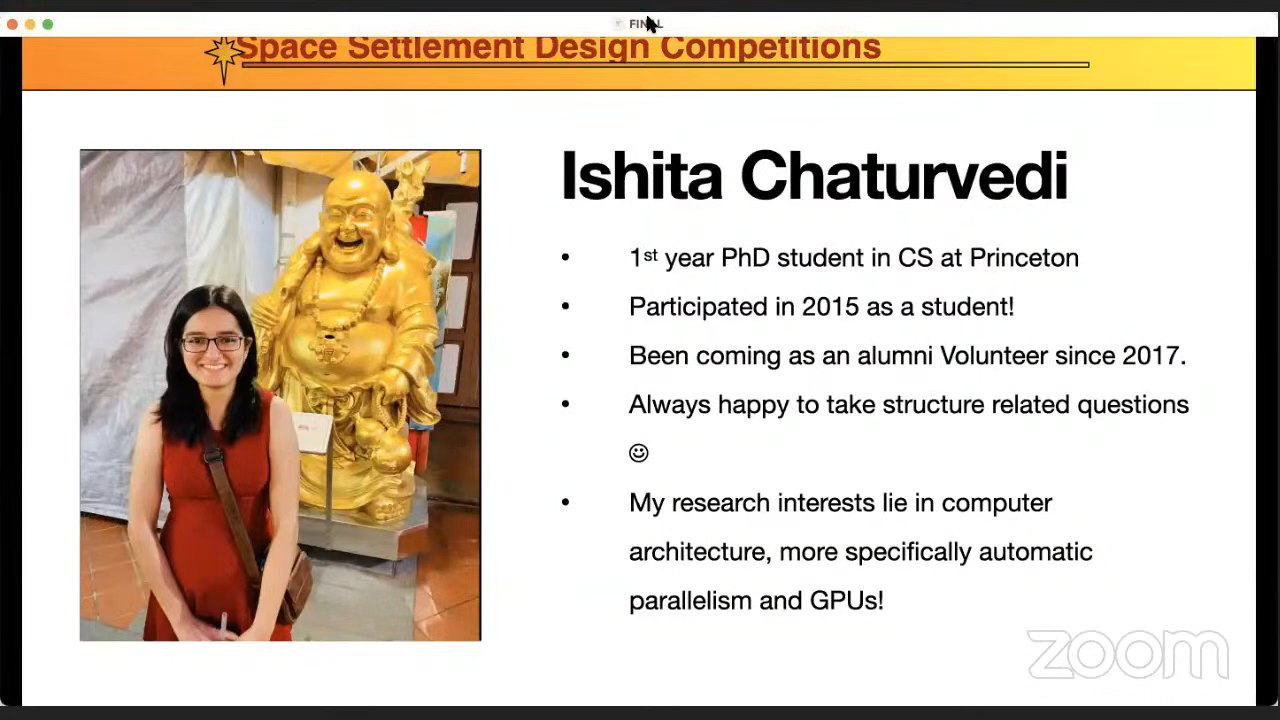 FINAL
Space Settlement Design Competitions
Ishita Chaturvedi
• 1st year PhD student in CS at Princeton
• Participated in 2015 as a student!
• Been coming as an alumni Volunteer since 2017.
• Always happy to take structure related questions
☺
• My research interests lie in computer
architecture, more specifically automatic
parallelism and GPUs!
zoom